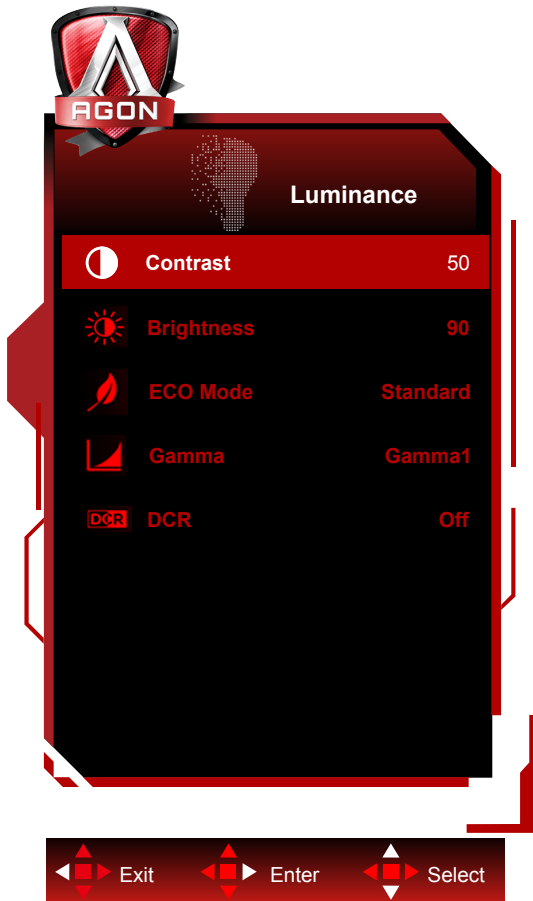 AGON
Luminance
Contrast 50
Brightness 90
ECO Mode Standard
Gamma Gamma1
DCR DCR Off
Exit Enter Select